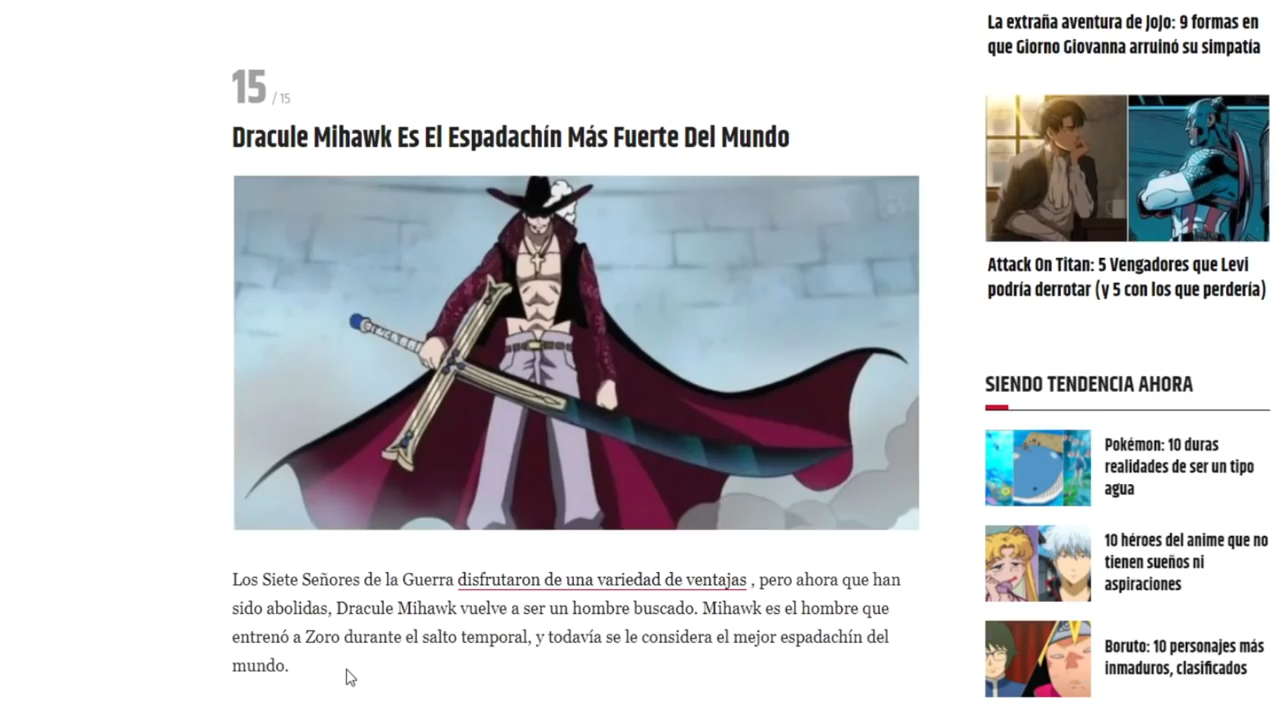 15 / 15
Dracule Mihawk Es El Espadachín Más Fuerte Del Mundo
Los Siete Señores de la Guerra disfrutaron de una variedad de ventajas , pero ahora que han
sido abolidas, Dracule Mihawk vuelve a ser un hombre buscado. Mihawk es el hombre que
entrenó a Zoro durante el salto temporal, y todavía se le considera el mejor espadachín del
mundo.
La extraña aventura de JoJo: 9 formas en
que Giorno Giovanna arruinó su simpatía
Attack On Titan: 5 Vengadores que Levi
podría derrotar (y 5 con los que perdería)
SIENDO TENDENCIA AHORA
Pokémon: 10 duras
realidades de ser un tipo
agua
10 héroes del anime que no
tienen sueños ni
aspiraciones
Boruto: 10 personajes más
inmaduros, clasificados